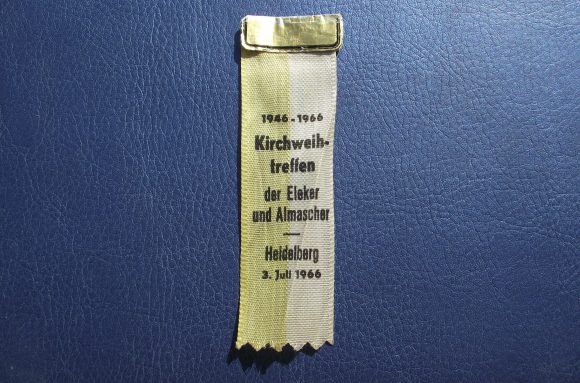 1946-1966
Kirchweih-
treffen
der Eleker
und Almascher
Heidelberg
3. Juli 1966